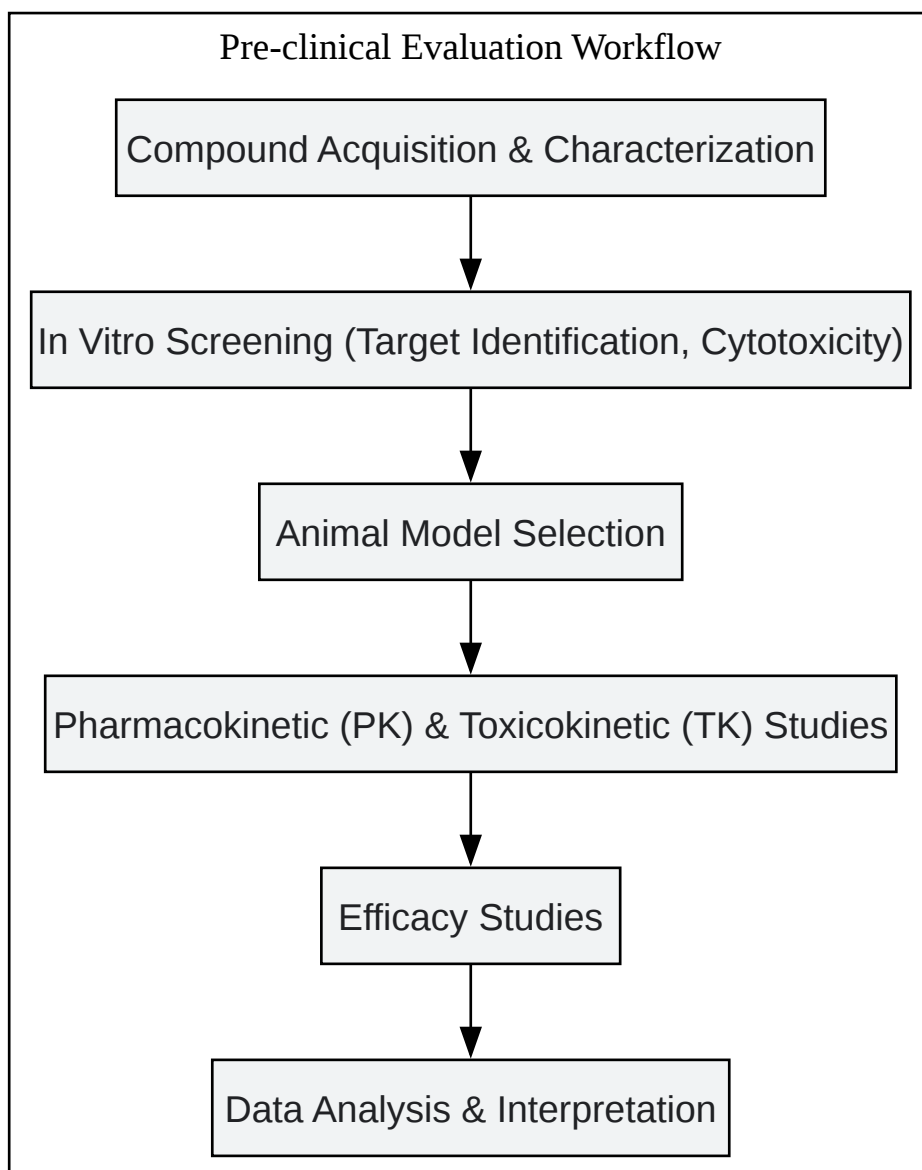 Pre-clinical Evaluation Workflow
Compound Acquisition & Characterization
In Vitro Screening (Target Identification, Cytotoxicity)
Animal Model Selection
Pharmacokinetic (PK) & Toxicokinetic (TK) Studies
Efficacy Studies
Data Analysis & Interpretation